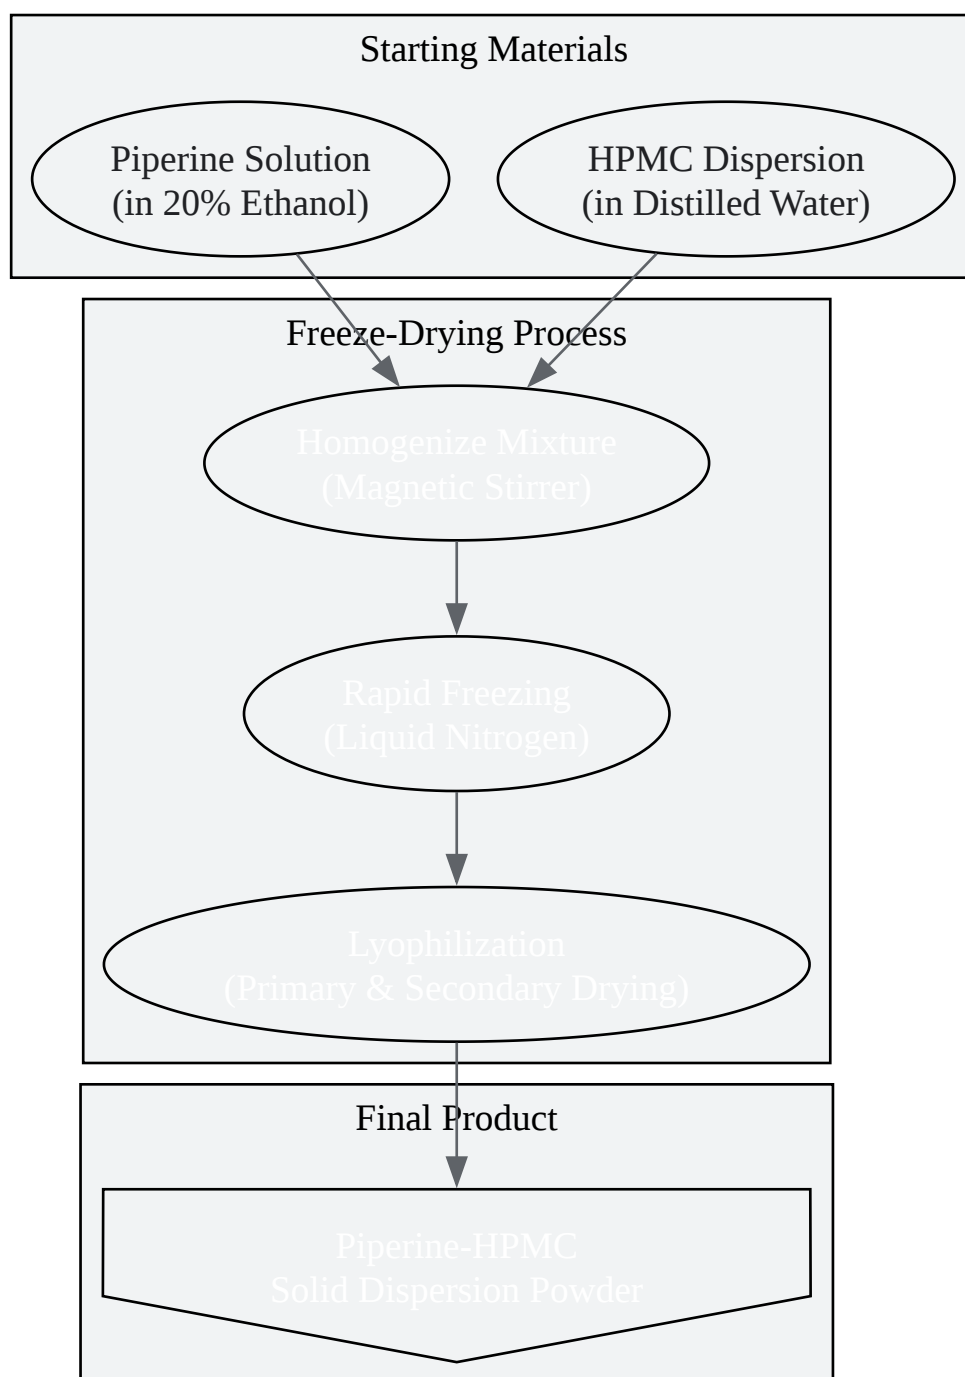 Starting Materials
Piperine Solution
(in 20% Ethanol)
HPMC Dispersion
(in Distilled Water)
Freeze-Drying Process
Homogenize Mixture
(Magnetic Stirrer)
Rapid Freezing
(Liquid Nitrogen)
Lyophilization
(Primary & Secondary Drying)
Final Product
Piperine-HPMC
Solid Dispersion Powder